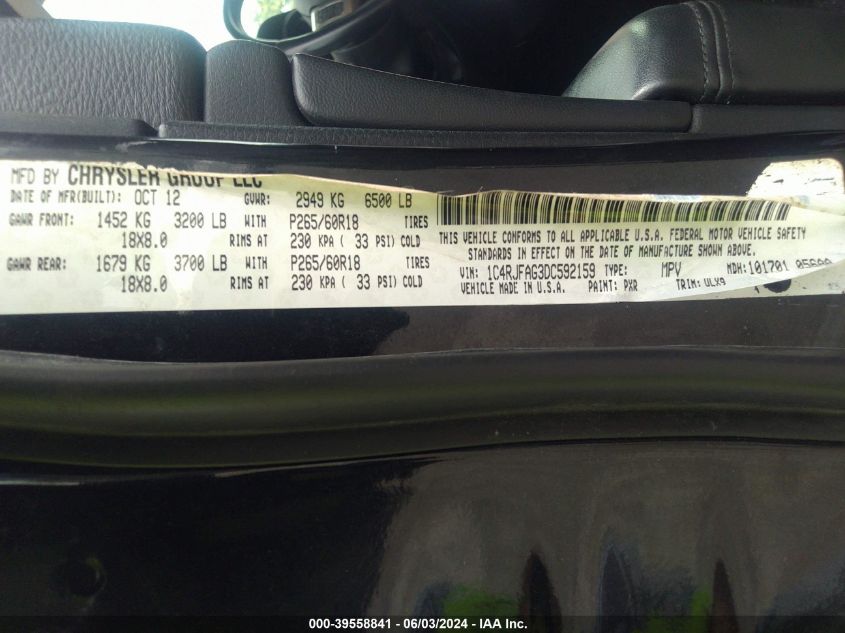 MFD BY CHRYSLER GROUP LLC
DATE OF MFR(BUILT): OCT 12 GVWR: 2949 KG 6500 LB
GAWR FRONT: 1452 KG 3200 LB WITH P265/60R18 TIRES
18X8.0 RIMS AT 230 KPA ( 33 PSI) COLD
GAWR REAR: 1679 KG 3700 LB WITH P265/60R18 TIRES
18X8.0 RIMS AT 230 KPA ( 33 PSI) COLD
THIS VEHICLE CONFORMS TO ALL APPLICABLE U.S.A. FEDERAL MOTOR VEHICLE SAFETY
STANDARDS IN EFFECT ON THE DATE OF MANUFACTURE SHOWN ABOVE.
VIN: 1C4RJFAG3DC592159 TYPE: MPV MDH: 101701
VEHICLE MADE IN U.S.A. PAINT: PXR TRIM: VLX9
000-39558841 / 06/03/2024 - IAA Inc.